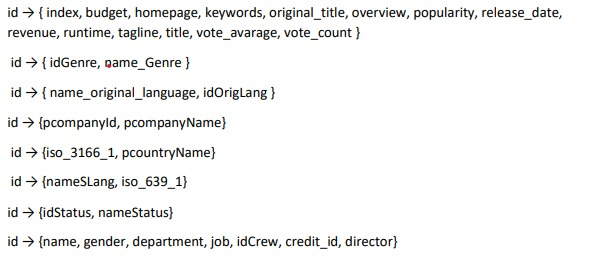 id → { index, budget, homepage, keywords, original_title, overview, popularity, release_date,
revenue, runtime, tagline, title, vote_avarage, vote_count }
id → { idGenre, name_Genre }
id → { name_original_language, idOrigLang }
id → {pcompanyId, pcompanyName}
id → {iso_3166_1, pcountryName}
id → {nameSLang, iso_639_1}
id → {idStatus, nameStatus}
id → {name, gender, department, job, idCrew, credit_id, director}